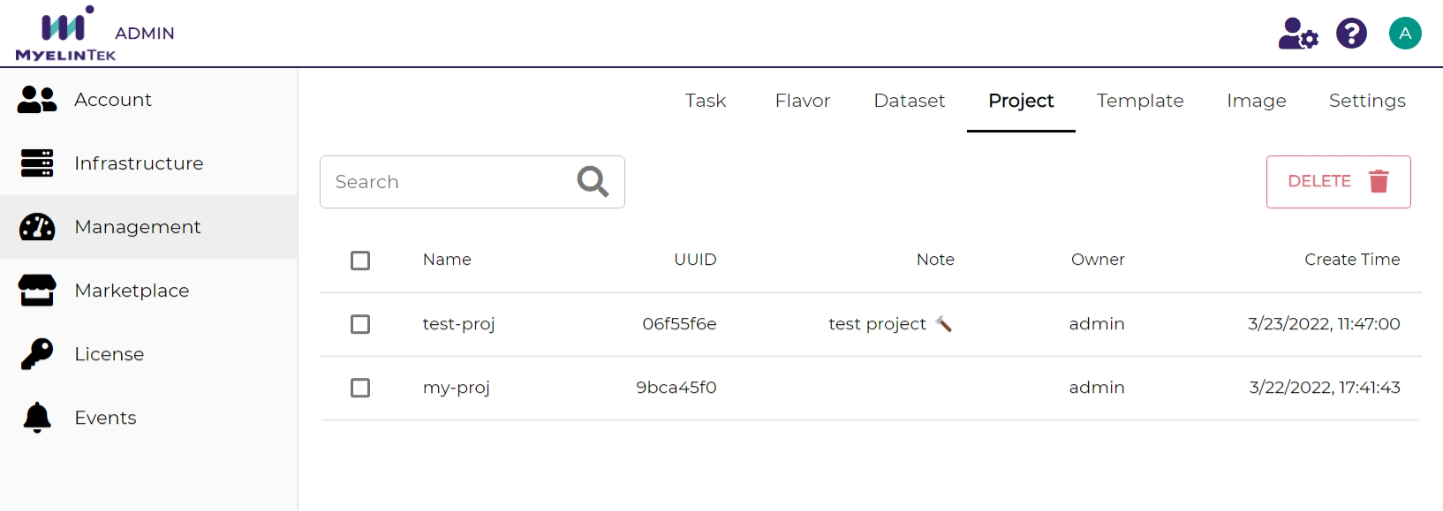 ADMIN
MYELINTEK
A
Account
Infrastructure
Management
Marketplace
License
Events
Task Flavor Dataset Project Template Image Settings
Search
DELETE
Name UUID Note Owner Create Time
test-proj 06f55f6e test project 🔨 admin 3/23/2022, 11:47:00
my-proj 9bca45f0 admin 3/22/2022, 17:41:43